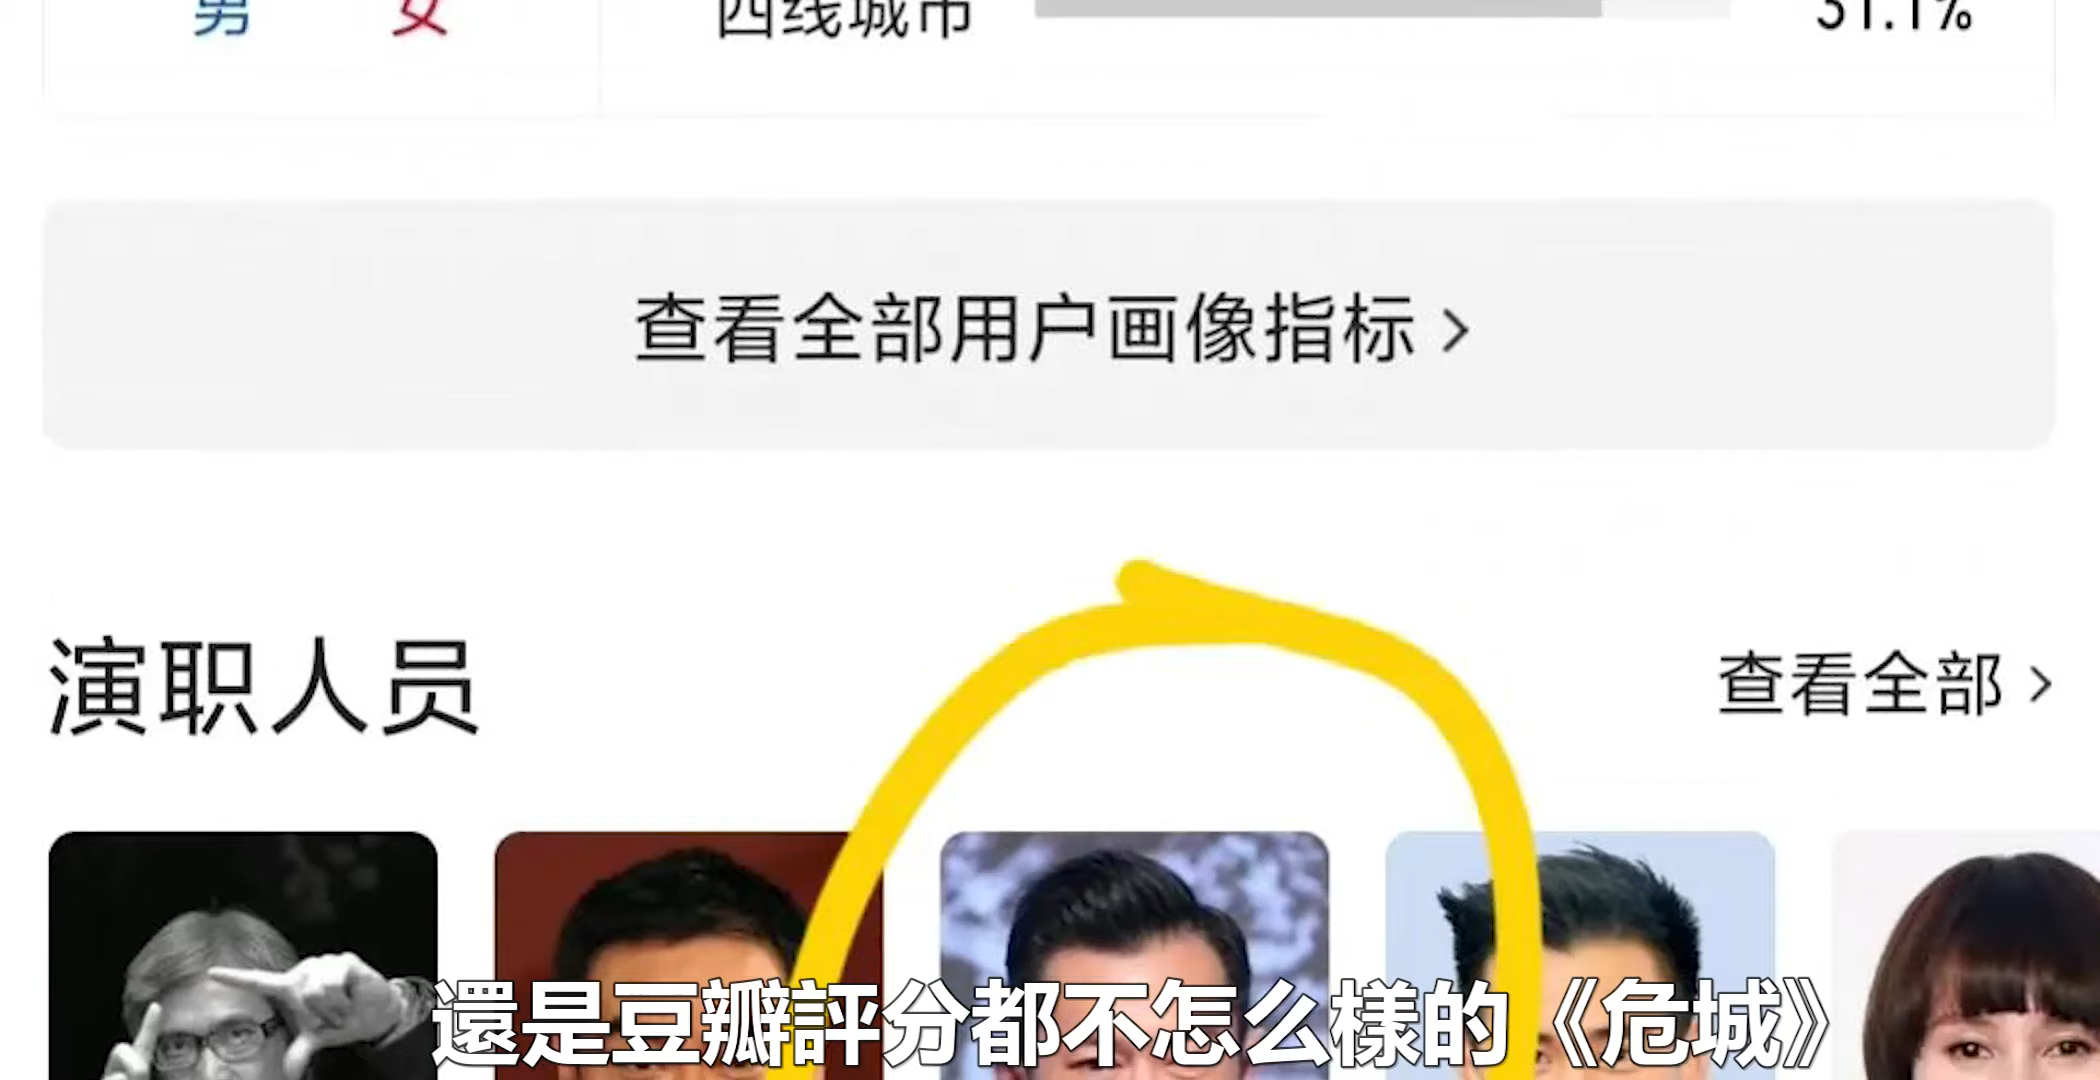 男 女 四线城市 31.1%
查看全部用户画像指标 >
演职人员 查看全部 >
還是豆瓣評分都不怎么樣的《危城》